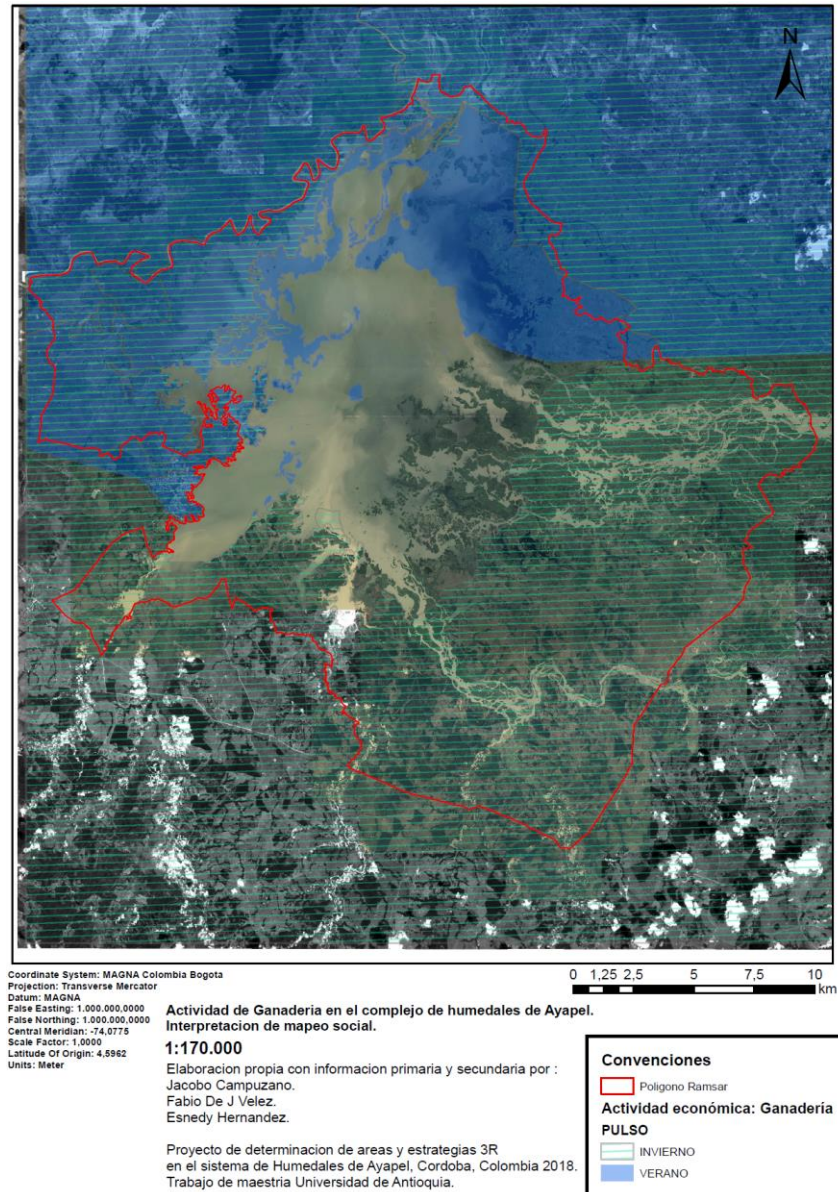 N
0 1,25 2,5 5 7,5 10
km
Coordinate System: MAGNA Colombia Bogota
Projection: Transverse Mercator
Datum: MAGNA
False Easting: 1.000.000,0000
False Northing: 1.000.000,0000
Central Meridian: -74,0775
Scale Factor: 1,0000
Latitude Of Origin: 4,5962
Units: Meter
Actividad de Ganaderia en el complejo de humedales de Ayapel.
Interpretacion de mapeo social.
1:170.000
Elaboracion propia con informacion primaria y secundaria por :
Jacobo Campuzano.
Fabio De J Velez.
Esnedy Hernandez.
Proyecto de determinacion de areas y estrategias 3R
en el sistema de Humedales de Ayapel, Cordoba, Colombia 2018.
Trabajo de maestria Universidad de Antioquia.
Convenciones
Poligono Ramsar
Actividad económica: Ganadería
PULSO
INVIERNO
VERANO